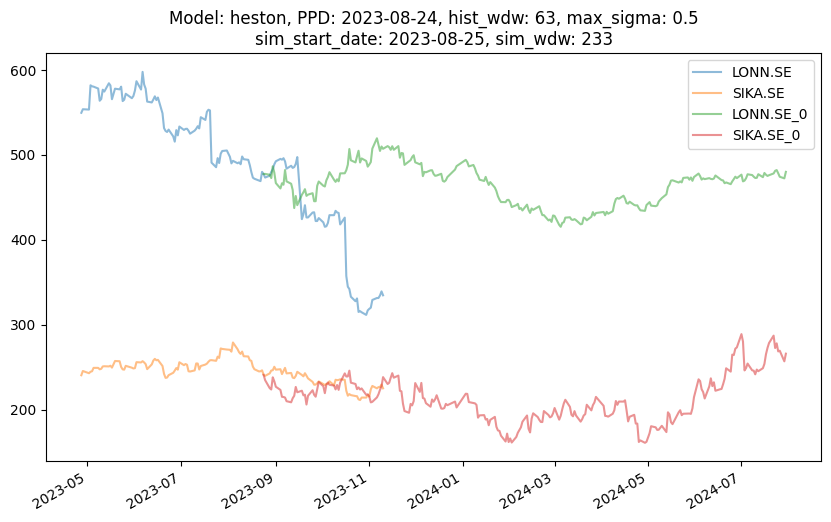 Model: heston, PPD: 2023-08-24, hist_wdw: 63, max_sigma: 0.5
sim_start_date: 2023-08-25, sim_wdw: 233
600
500
400
300
200
LONN.SE
SIKA.SE
LONN.SE_0
SIKA.SE_0
2023-05
2023-07
2023-09
2023-11
2024-01
2024-03
2024-05
2024-07